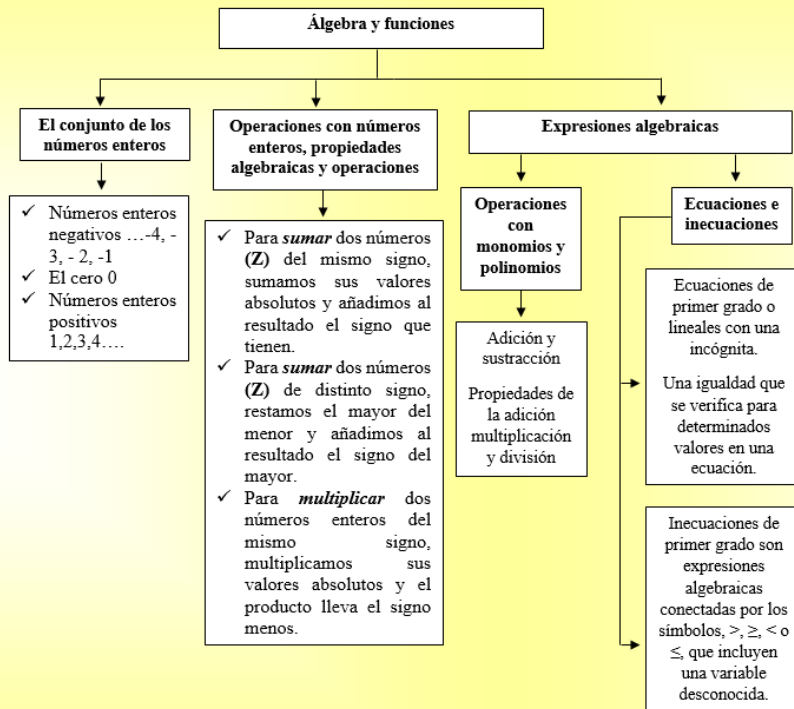 Álgebra y funciones
El conjunto de los
números enteros
Operaciones con números
enteros, propiedades
algebraicas y operaciones
Expresiones algebraicas
✓ Números enteros
negativos …-4, -
3, - 2, -1
✓ El cero 0
✓ Números enteros
positivos
1,2,3,4….
✓ Para sumar dos números
(Z) del mismo signo,
sumamos sus valores
absolutos y añadimos al
resultado el signo que
tienen.
✓ Para sumar dos números
(Z) de distinto signo,
restamos el mayor del
menor y añadimos al
resultado el signo del
mayor.
✓ Para multiplicar dos
números enteros del
mismo signo,
multiplicamos sus
valores absolutos y el
producto lleva el signo
menos.
Operaciones
con
monomios y
polinomios
Adición y
sustracción
Propiedades de
la adición
multiplicación
y división
Ecuaciones e
inecuaciones
Ecuaciones de
primer grado o
lineales con una
incógnita.
Una igualdad que
se verifica para
determinados
valores en una
ecuación.
Inecuaciones de
primer grado son
expresiones
algebraicas
conectadas por los
símbolos, >, ≥, < o
≤, que incluyen
una variable
desconocida.